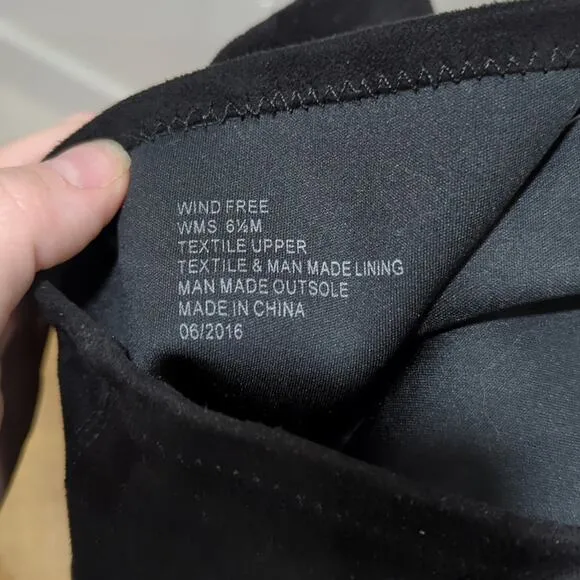 WIND FREE
WMS 6½M
TEXTILE UPPER
TEXTILE & MAN MADE LINING
MAN MADE OUTSOLE
MADE IN CHINA
06/2016